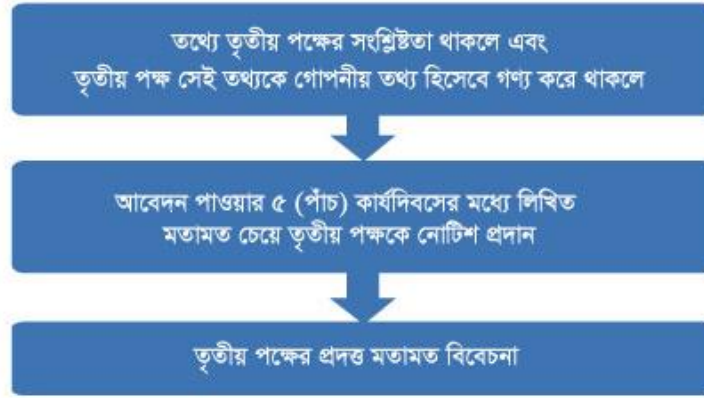 তথ্যে তৃতীয় পক্ষের সংশ্লিষ্টতা থাকলে এবং
তৃতীয় পক্ষ সেই তথ্যকে গোপনীয় তথ্য হিসেবে গণ্য করে থাকলে
আবেদন পাওয়ার ৫ (পাঁচ) কার্যদিবসের মধ্যে লিখিত
মতামত চেয়ে তৃতীয় পক্ষকে নোটিশ প্রদান
তৃতীয় পক্ষের প্রদত্ত মতামত বিবেচনা